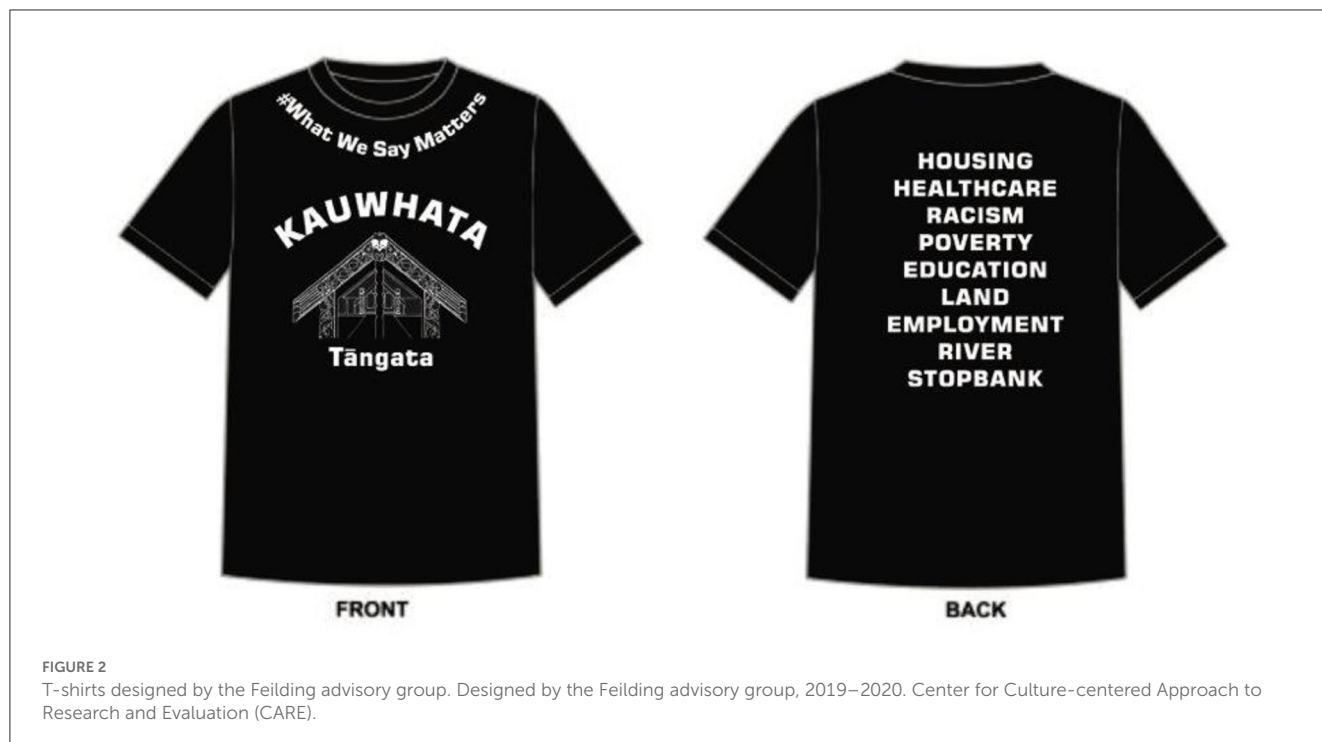 #What We Say Matters
KAUWHATA
Tāngata
FRONT
HOUSING
HEALTHCARE
RACISM
POVERTY
EDUCATION
LAND
EMPLOYMENT
RIVER
STOPBANK
BACK
FIGURE 2
T-shirts designed by the Feilding advisory group. Designed by the Feilding advisory group, 2019–2020. Center for Culture-centered Approach to
Research and Evaluation (CARE).